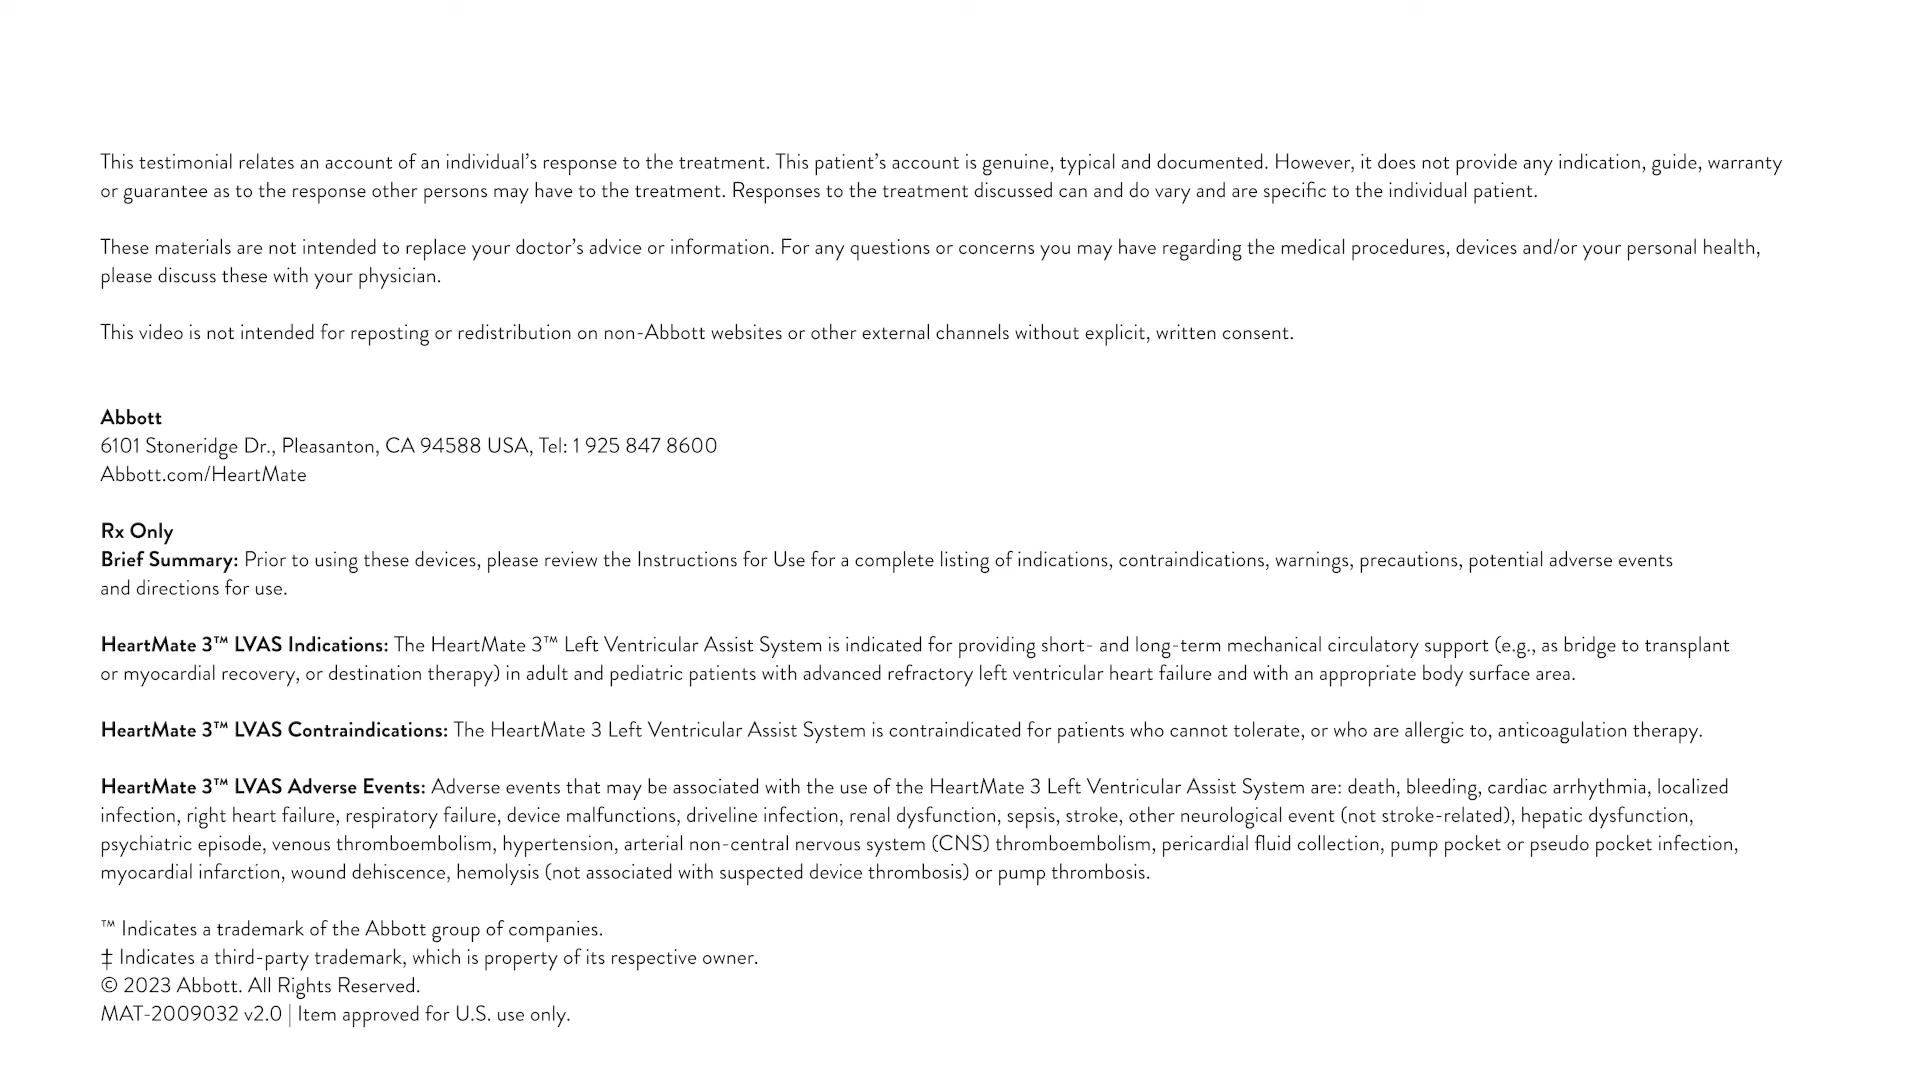 This testimonial relates an account of an individual’s response to the treatment. This patient’s account is genuine, typical and documented. However, it does not provide any indication, guide, warranty
or guarantee as to the response other persons may have to the treatment. Responses to the treatment discussed can and do vary and are specific to the individual patient.
These materials are not intended to replace your doctor’s advice or information. For any questions or concerns you may have regarding the medical procedures, devices and/or your personal health,
please discuss these with your physician.
This video is not intended for reposting or redistribution on non-Abbott websites or other external channels without explicit, written consent.
Abbott
6101 Stoneridge Dr., Pleasanton, CA 94588 USA, Tel: 1 925 847 8600
Abbott.com/HeartMate
Rx Only
Brief Summary: Prior to using these devices, please review the Instructions for Use for a complete listing of indications, contraindications, warnings, precautions, potential adverse events
and directions for use.
HeartMate 3™ LVAS Indications: The HeartMate 3™ Left Ventricular Assist System is indicated for providing short- and long-term mechanical circulatory support (e.g., as bridge to transplant
or myocardial recovery, or destination therapy) in adult and pediatric patients with advanced refractory left ventricular heart failure and with an appropriate body surface area.
HeartMate 3™ LVAS Contraindications: The HeartMate 3 Left Ventricular Assist System is contraindicated for patients who cannot tolerate, or who are allergic to, anticoagulation therapy.
HeartMate 3™ LVAS Adverse Events: Adverse events that may be associated with the use of the HeartMate 3 Left Ventricular Assist System are: death, bleeding, cardiac arrhythmia, localized
infection, right heart failure, respiratory failure, device malfunctions, driveline infection, renal dysfunction, sepsis, stroke, other neurological event (not stroke-related), hepatic dysfunction,
psychiatric episode, venous thromboembolism, hypertension, arterial non-central nervous system (CNS) thromboembolism, pericardial fluid collection, pump pocket or pseudo pocket infection,
myocardial infarction, wound dehiscence, hemolysis (not associated with suspected device thrombosis) or pump thrombosis.
™ Indicates a trademark of the Abbott group of companies.
‡ Indicates a third-party trademark, which is property of its respective owner.
© 2023 Abbott. All Rights Reserved.
MAT-2009032 v2.0 | Item approved for U.S. use only.